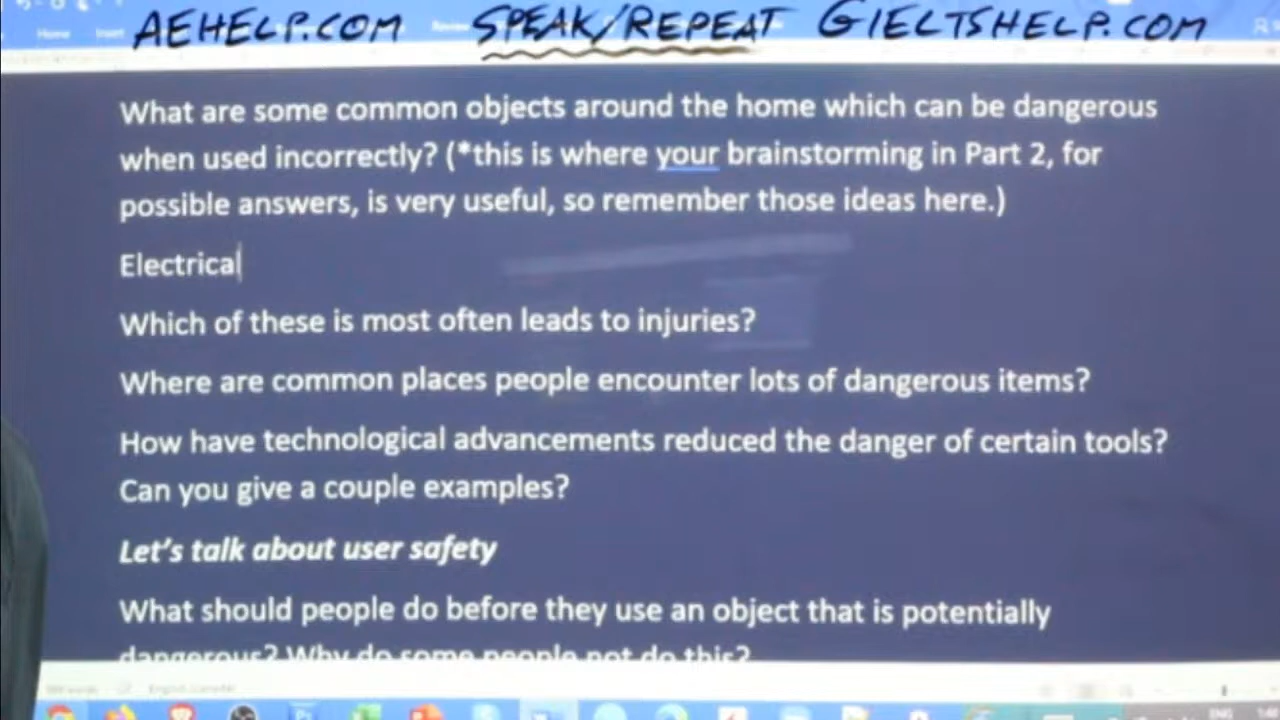 AEHELP.COM SPEAK/REPEAT GIELTSHELP.COM
Home Insert
What are some common objects around the home which can be dangerous
when used incorrectly? (*this is where your brainstorming in Part 2, for
possible answers, is very useful, so remember those ideas here.)
Electrical
Which of these is most often leads to injuries?
Where are common places people encounter lots of dangerous items?
How have technological advancements reduced the danger of certain tools?
Can you give a couple examples?
Let's talk about user safety
What should people do before they use an object that is potentially
dangerous? Why do some people not do this?
ENG